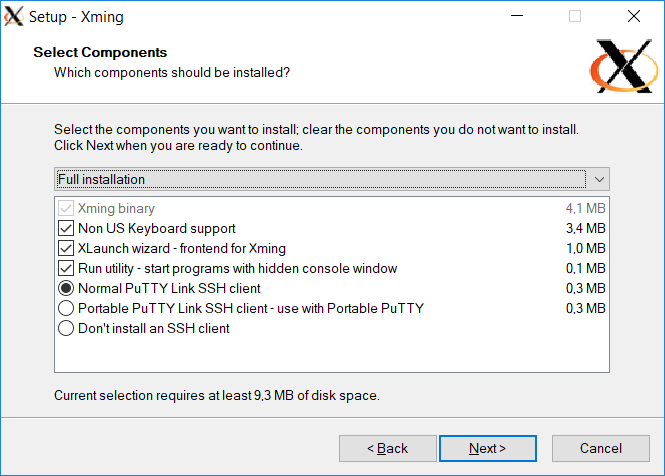 Setup - Xming
Select Components
Which components should be installed?
Select the components you want to install; clear the components you do not want to install.
Click Next when you are ready to continue.
Full installation
Xming binary 4,1 MB
Non US Keyboard support 3,4 MB
XLaunch wizard - frontend for Xming 1,0 MB
Run utility - start programs with hidden console window 0,1 MB
Normal PuTTY Link SSH client 0,3 MB
Portable PuTTY Link SSH client - use with Portable PuTTY 0,3 MB
Don't install an SSH client
Current selection requires at least 9,3 MB of disk space.
< Back Next > Cancel